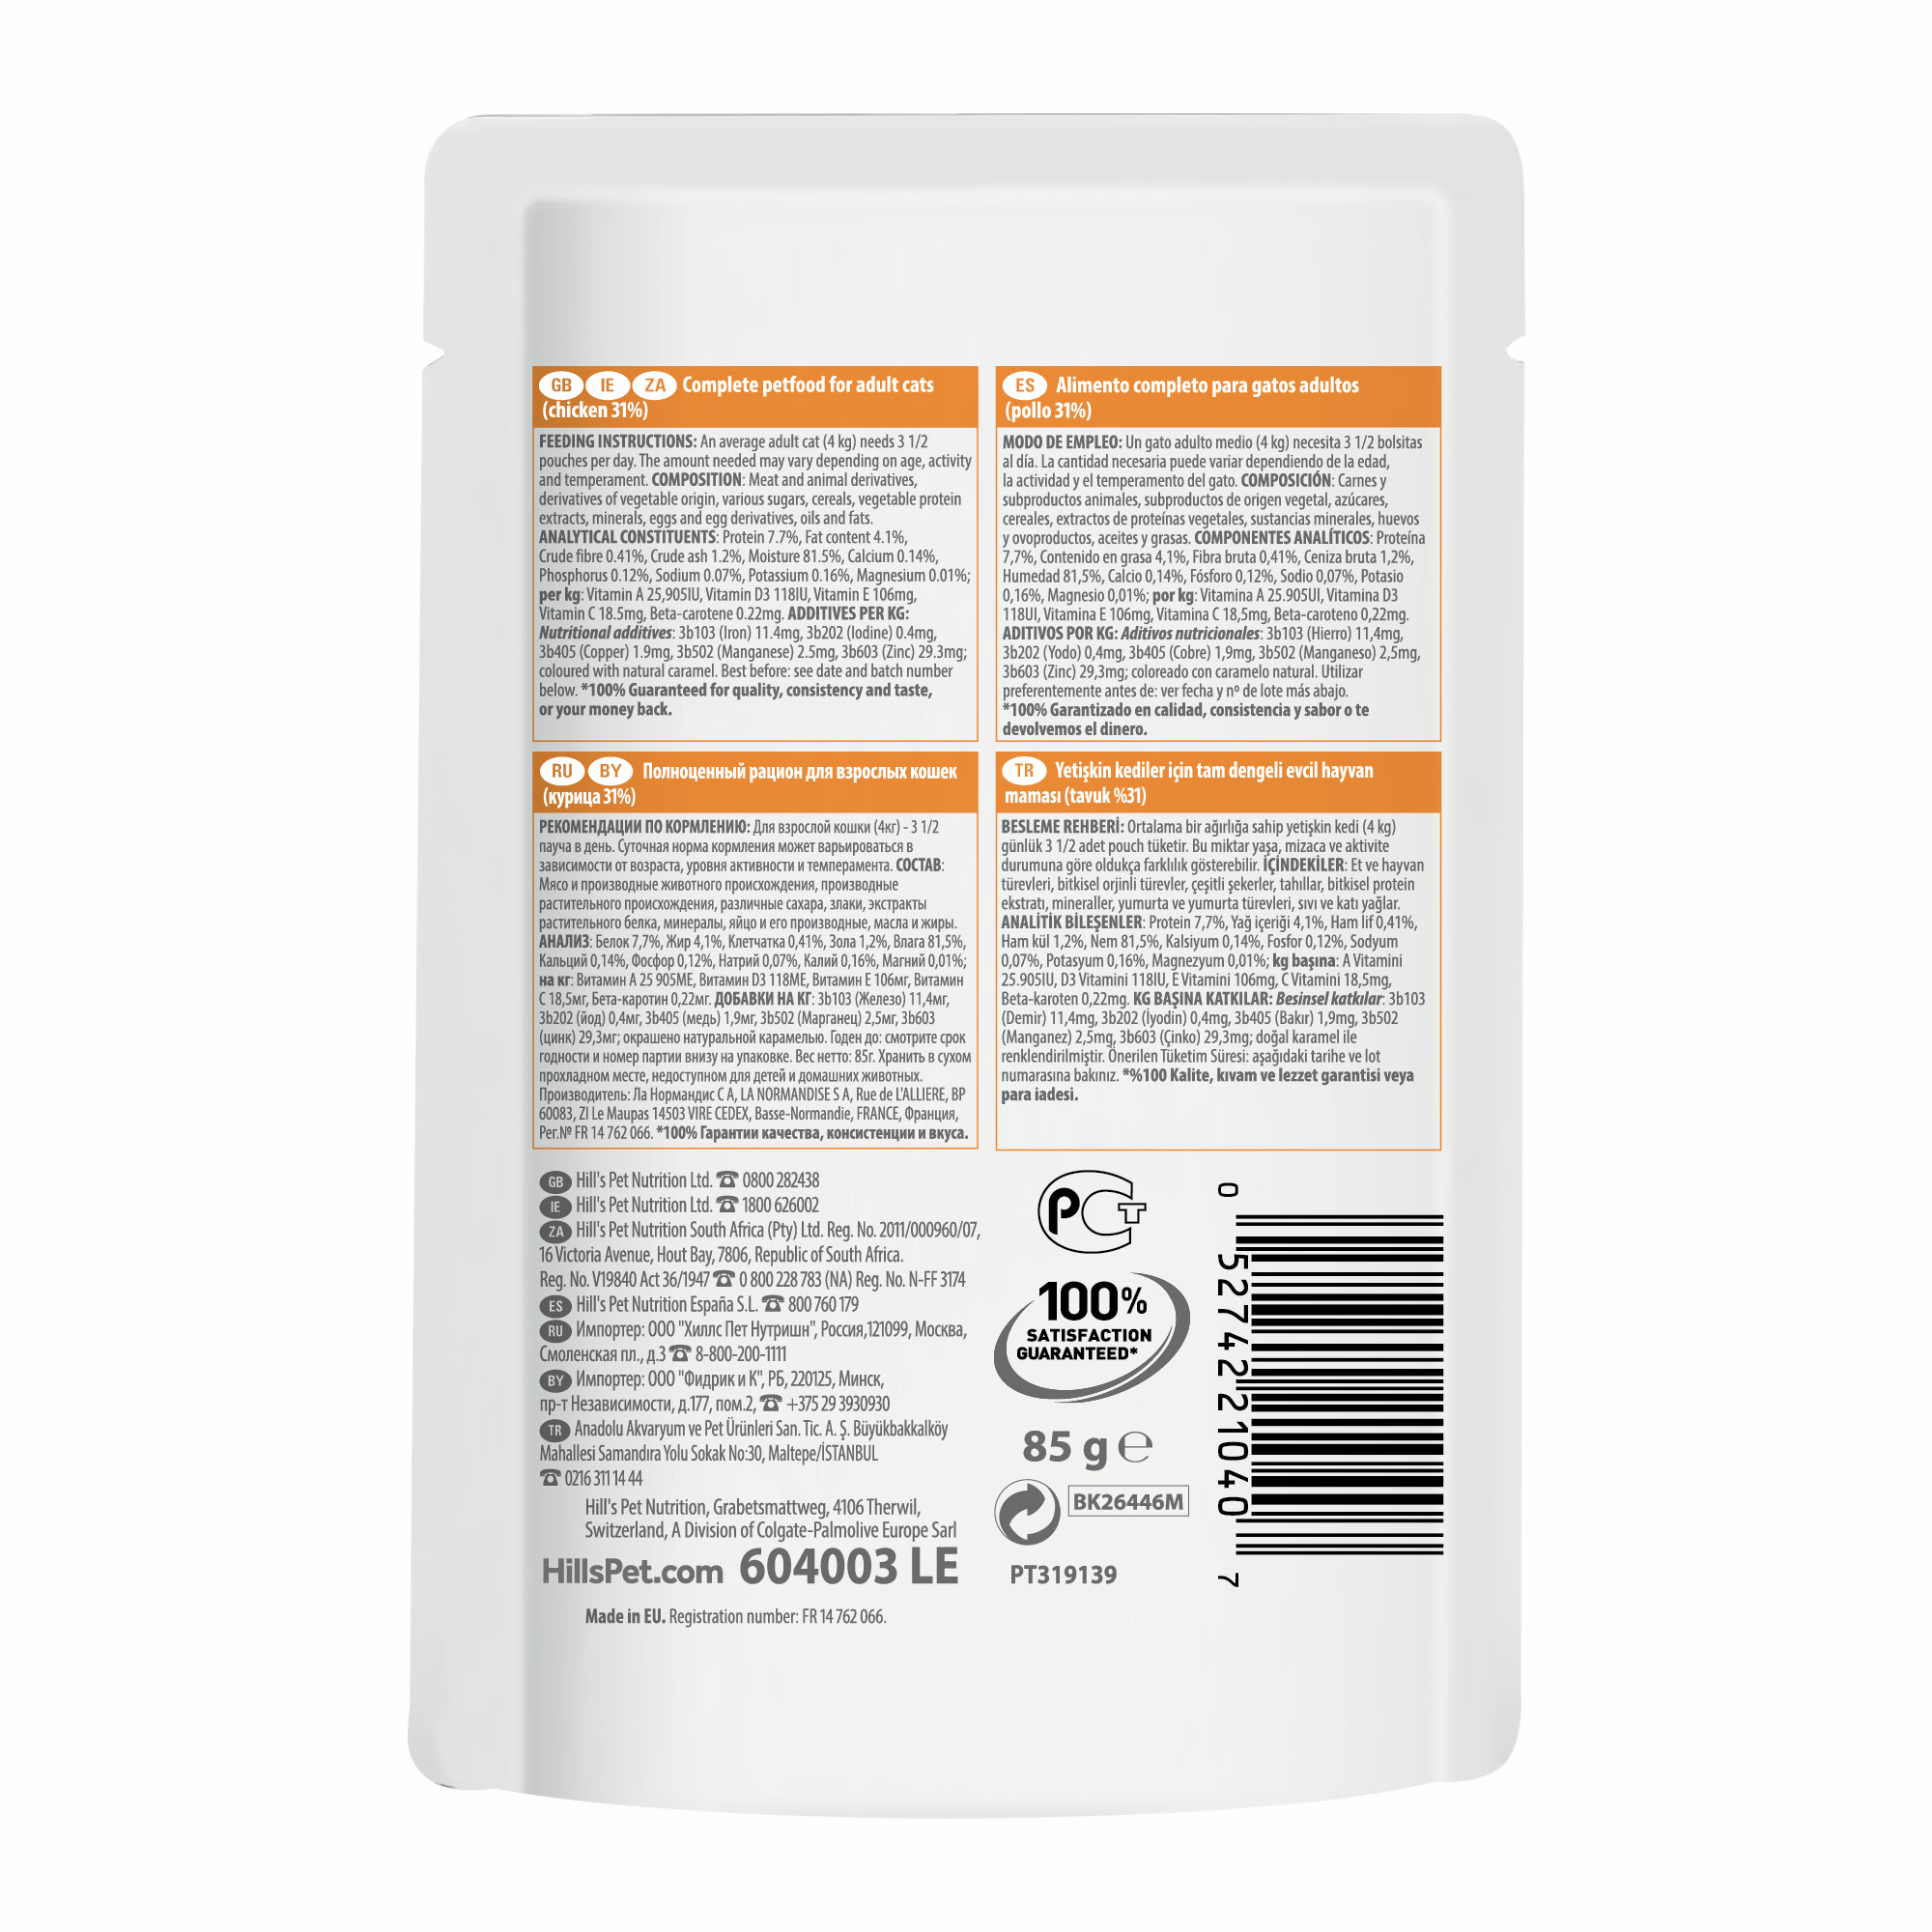 GB IE ZA Complete petfood for adult cats
(chicken 31%)
FEEDING INSTRUCTIONS: An average adult cat (4 kg) needs 3 1/2
pouches per day. The amount needed may vary depending on age, activity
and temperament. COMPOSITION: Meat and animal derivatives,
derivatives of vegetable origin, various sugars, cereals, vegetable protein
extracts, minerals, eggs and egg derivatives, oils and fats.
ANALYTICAL CONSTITUENTS: Protein 7.7%, Fat content 4.1%,
Crude fibre 0.41%, Crude ash 1.2%, Moisture 81.5%, Calcium 0.14%,
Phosphorus 0.12%, Sodium 0.07%, Potassium 0.16%, Magnesium 0.01%;
per kg: Vitamin A 25,905IU, Vitamin D3 118IU, Vitamin E 106mg,
Vitamin C 18.5mg, Beta-carotene 0.22mg. ADDITIVES PER KG:
Nutritional additives: 3b103 (Iron) 11.4mg, 3b202 (Iodine) 0.4mg,
3b405 (Copper) 1.9mg, 3b502 (Manganese) 2.5mg, 3b603 (Zinc) 29.3mg;
coloured with natural caramel. Best before: see date and batch number
below. *100% Guaranteed for quality, consistency and taste,
or your money back.
ES Alimento completo para gatos adultos
(pollo 31%)
MODO DE EMPLEO: Un gato adulto medio (4 kg) necesita 3 1/2 bolsitas
al día. La cantidad necesaria puede variar dependiendo de la edad,
la actividad y el temperamento del gato. COMPOSICIÓN: Carnes y
subproductos animales, subproductos de origen vegetal, azúcares,
cereales, extractos de proteínas vegetales, sustancias minerales, huevos
y ovoproductos, aceites y grasas. COMPONENTES ANALÍTICOS: Proteína
7,7%, Contenido en grasa 4,1%, Fibra bruta 0,41%, Ceniza bruta 1,2%,
Humedad 81,5%, Calcio 0,14%, Fósforo 0,12%, Sodio 0,07%, Potasio
0,16%, Magnesio 0,01%; por kg: Vitamina A 25.905UI, Vitamina D3
118UI, Vitamina E 106mg, Vitamina C 18,5mg, Beta-caroteno 0,22mg.
ADITIVOS POR KG: Aditivos nutricionales: 3b103 (Hierro) 11,4mg,
3b202 (Yodo) 0,4mg, 3b405 (Cobre) 1,9mg, 3b502 (Manganeso) 2,5mg,
3b603 (Zinc) 29,3mg; coloreado con caramelo natural. Utilizar
preferentemente antes de: ver fecha y nº de lote más abajo.
*100% Garantizado en calidad, consistencia y sabor o te
devolvemos el dinero.
RU BY Полноценный рацион для взрослых кошек
(курица 31%)
РЕКОМЕНДАЦИИ ПО КОРМЛЕНИЮ: Для взрослой кошки (4кг) - 3 1/2
пауча в день. Суточная норма кормления может варьироваться в
зависимости от возраста, уровня активности и темперамента. СОСТАВ:
Мясо и производные животного происхождения, производные
растительного происхождения, различные сахара, злаки, экстракты
растительного белка, минералы, яйцо и его производные, масла и жиры.
АНАЛИЗ: Белок 7,7%, Жир 4,1%, Клетчатка 0,41%, Зола 1,2%, Влага 81,5%,
Кальций 0,14%, Фосфор 0,12%, Натрий 0,07%, Калий 0,16%, Магний 0,01%;
на кг: Витамин A 25 905МЕ, Витамин D3 118МЕ, Витамин E 106мг, Витамин
C 18,5мг, Бета-каротин 0,22мг. ДОБАВКИ НА КГ: 3b103 (Железо) 11,4мг,
3b202 (йод) 0,4мг, 3b405 (медь) 1,9мг, 3b502 (Марганец) 2,5мг, 3b603
(цинк) 29,3мг; окрашено натуральной карамелью. Годен до: смотрите срок
годности и номер партии внизу на упаковке. Вес нетто: 85г. Хранить в сухом
прохладном месте, недоступном для детей и домашних животных.
Производитель: Ла Нормандис С А, LA NORMANDISE S A, Rue de L'ALLIERE, BP
60083, ZI Le Maupas 14503 VIRE CEDEX, Basse-Normandie, FRANCE, Франция,
Рег.№ FR 14 762 066. *100% Гарантии качества, консистенции и вкуса.
TR Yetişkin kediler için tam dengeli evcil hayvan
maması (tavuk %31)
BESLEME REHBERİ: Ortalama bir ağırlığa sahip yetişkin kedi (4 kg)
günlük 3 1/2 adet pouch tüketir. Bu miktar yaşa, mizaca ve aktivite
durumuna göre oldukça farklılık gösterebilir. İÇİNDEKİLER: Et ve hayvan
türevleri, bitkisel orjinli türevler, çeşitli şekerler, tahıllar, bitkisel protein
ekstratı, mineraller, yumurta ve yumurta türevleri, sıvı ve katı yağlar.
ANALİTİK BİLEŞENLER: Protein 7,7%, Yağ içeriği 4,1%, Ham lif 0,41%,
Ham kül 1,2%, Nem 81,5%, Kalsiyum 0,14%, Fosfor 0,12%, Sodyum
0,07%, Potasyum 0,16%, Magnezyum 0,01%; kg başına: A Vitamini
25.905IU, D3 Vitamini 118IU, E Vitamini 106mg, C Vitamini 18,5mg,
Beta-karoten 0,22mg. KG BAŞINA KATKILAR: Besinsel katkılar: 3b103
(Demir) 11,4mg, 3b202 (İyodin) 0,4mg, 3b405 (Bakır) 1,9mg, 3b502
(Manganez) 2,5mg, 3b603 (Çinko) 29,3mg; doğal karamel ile
renklendirilmiştir. Önerilen Tüketim Süresi: aşağıdaki tarihe ve lot
numarasına bakınız. *%100 Kalite, kıvam ve lezzet garantisi veya
para iadesi.
GB Hill's Pet Nutrition Ltd. ☎ 0800 282438
IE Hill's Pet Nutrition Ltd. ☎ 1800 626002
ZA Hill's Pet Nutrition South Africa (Pty) Ltd. Reg. No. 2011/000960/07,
16 Victoria Avenue, Hout Bay, 7806, Republic of South Africa.
Reg. No. V19840 Act 36/1947 ☎ 0 800 228 783 (NA) Reg. No. N-FF 3174
ES Hill's Pet Nutrition España S.L. ☎ 800 760 179
RU Импортер: ООО "Хиллс Пет Нутришн", Россия,121099, Москва,
Смоленская пл., д.3 ☎ 8-800-200-1111
BY Импортер: ООО "Фидрик и К", РБ, 220125, Минск,
пр-т Независимости, д.177, пом.2, ☎ +375 29 3930930
TR Anadolu Akvaryum ve Pet Ürünleri San. Tic. A. Ş. Büyükbakkalköy
Mahallesi Samandıra Yolu Sokak No:30, Maltepe/İSTANBUL
☎ 0216 311 14 44
Hill's Pet Nutrition, Grabetsmattweg, 4106 Therwil,
Switzerland, A Division of Colgate-Palmolive Europe Sarl
HillsPet.com 604003 LE
Made in EU. Registration number: FR 14 762 066.
РСТ
100%
SATISFACTION
GUARANTEED*
85 g ℮
BK26446M
PT319139
0 52742 21040 7